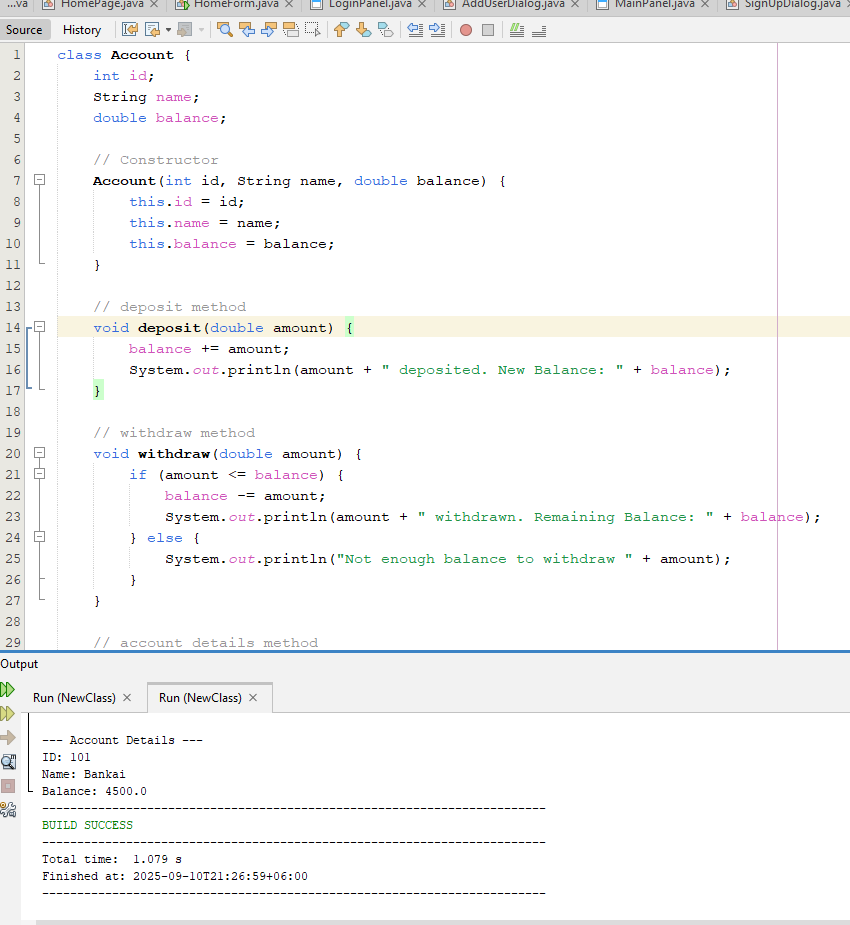 ...va HomePage.java HomeForm.java LoginPanel.java AddUserDialog.java MainPanel.java SignUpDialog.java
Source History
1 class Account {
2 int id;
3 String name;
4 double balance;
5
6 // Constructor
7 Account(int id, String name, double balance) {
8 this.id = id;
9 this.name = name;
10 this.balance = balance;
11 }
12
13 // deposit method
14 void deposit(double amount) {
15 balance += amount;
16 System.out.println(amount + " deposited. New Balance: " + balance);
17 }
18
19 // withdraw method
20 void withdraw(double amount) {
21 if (amount <= balance) {
22 balance -= amount;
23 System.out.println(amount + " withdrawn. Remaining Balance: " + balance);
24 } else {
25 System.out.println("Not enough balance to withdraw " + amount);
26 }
27 }
28
29 // account details method
Output
Run (NewClass) Run (NewClass)
--- Account Details ---
ID: 101
Name: Bankai
Balance: 4500.0
------------------------------------------------------------------------
BUILD SUCCESS
------------------------------------------------------------------------
Total time:  1.079 s
Finished at: 2025-09-10T21:26:59+06:00
------------------------------------------------------------------------